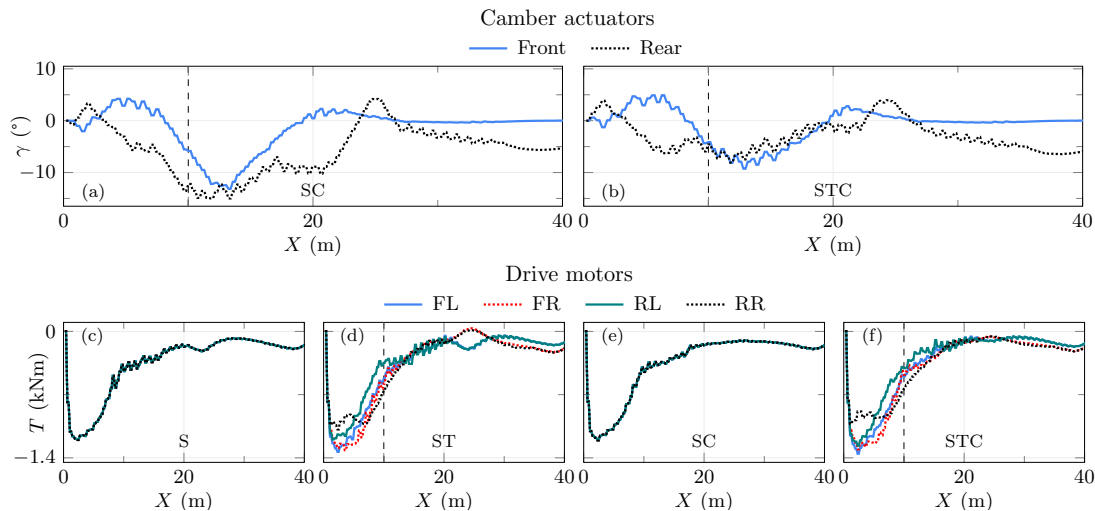 Camber actuators
Front Rear
10
0
−10
γ (°)
(a) SC
0 20 40
X (m)
(b) STC
0 20 40
X (m)
Drive motors
FL FR RL RR
0
−1.4
T (kNm)
(c) S
0 20 40
X (m)
(d) ST
0 20 40
X (m)
(e) SC
0 20 40
X (m)
(f) STC
0 20 40
X (m)